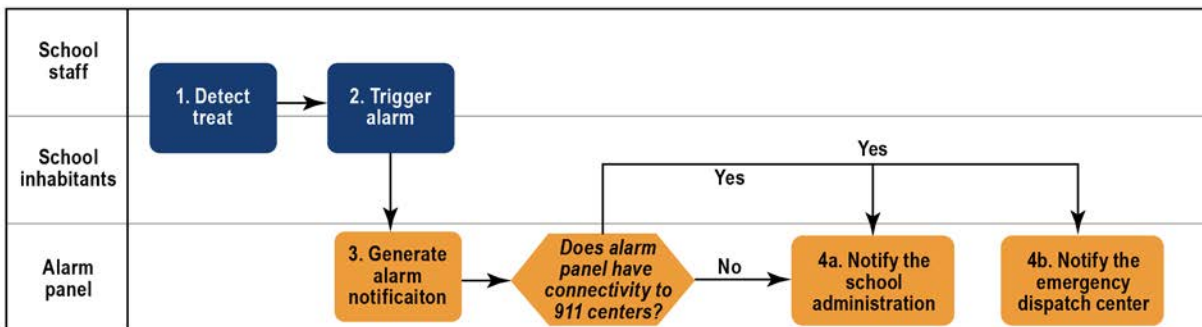 School
staff
1. Detect
treat
2. Trigger
alarm
School
inhabitants
Yes
Yes
Alarm
panel
3. Generate
alarm
notificaiton
Does alarm
panel have
connectivity to
911 centers?
No
4a. Notify the
school
administration
4b. Notify the
emergency
dispatch center